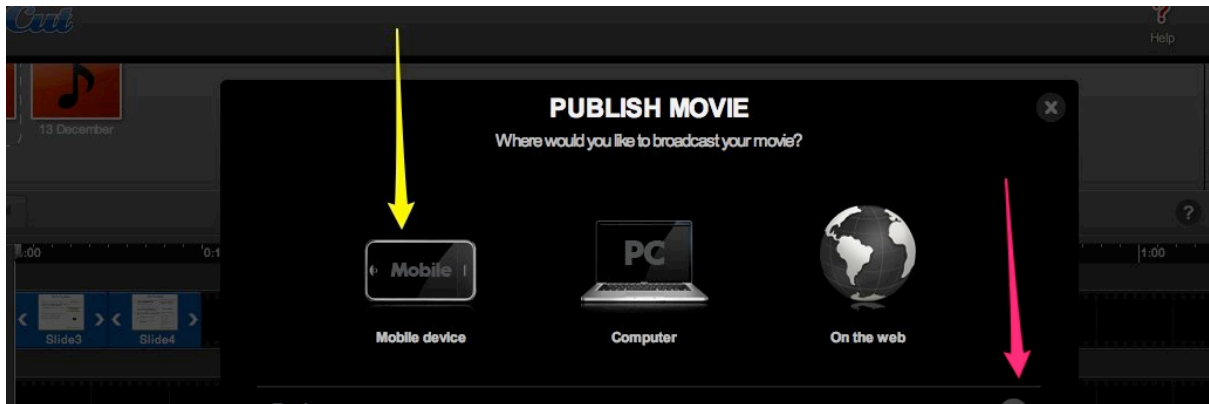 Cut
Help
13 December
PUBLISH MOVIE
Where would you like to broadcast your movie?
?
:00
1:00
Mobile
PC
Slide3
Slide4
Mobile device
Computer
On the web